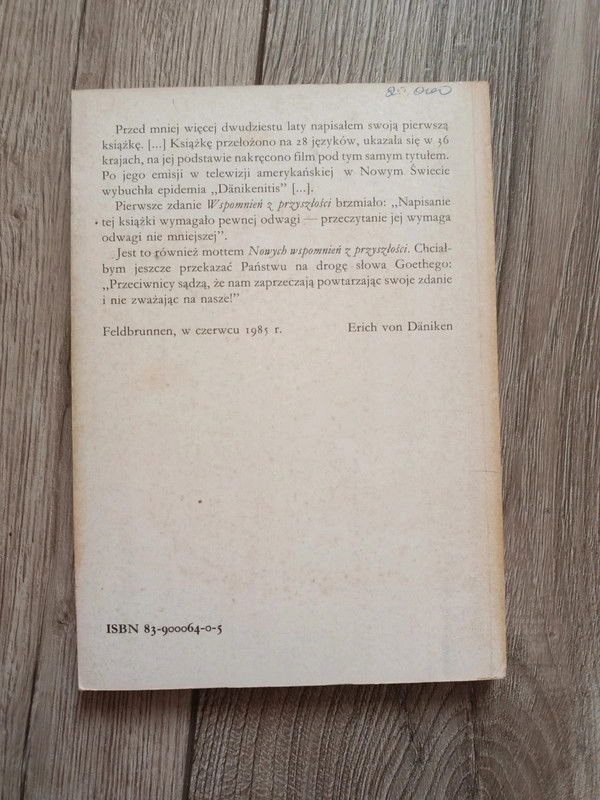 Przed mniej więcej dwudziestu laty napisałem swoją pierwszą
książkę. [...] Książkę przełożono na 28 języków, ukazała się w 36
krajach, na jej podstawie nakręcono film pod tym samym tytułem.
Po jego emisji w telewizji amerykańskiej w Nowym Świecie
wybuchła epidemia „Dänikenitis” [...].
Pierwsze zdanie Wspomnień z przyszłości brzmiało: „Napisanie
tej książki wymagało pewnej odwagi — przeczytanie jej wymaga
odwagi nie mniejszej”.
Jest to również mottem Nowych wspomnień z przyszłości. Chciał-
bym jeszcze przekazać Państwu na drogę słowa Goethego:
„Przeciwnicy sądzą, że nam zaprzeczają powtarzając swoje zdanie
i nie zważając na nasze!”
Feldbrunnen, w czerwcu 1985 r. Erich von Däniken
ISBN 83-900064-0-5